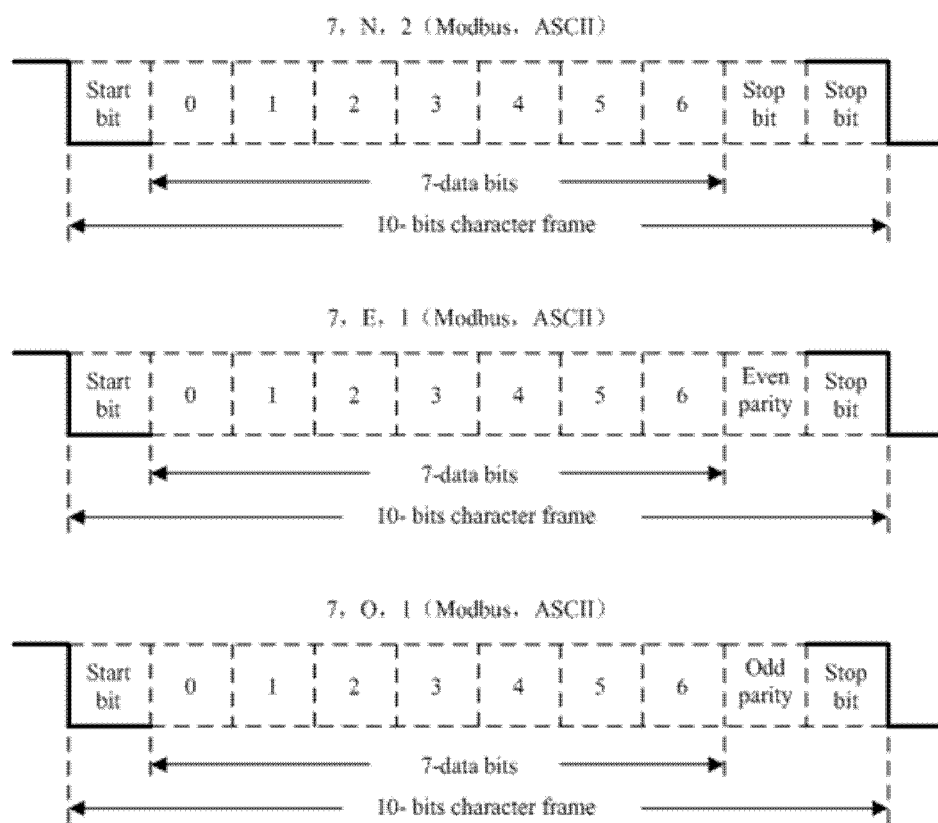 7, N, 2 (Modbus, ASCII)
Start bit 0 1 2 3 4 5 6 Stop bit Stop bit
7-data bits
10- bits character frame
7, E, 1 (Modbus, ASCII)
Start bit 0 1 2 3 4 5 6 Even parity Stop bit
7-data bits
10- bits character frame
7, O, 1 (Modbus, ASCII)
Start bit 0 1 2 3 4 5 6 Odd parity Stop bit
7-data bits
10- bits character frame